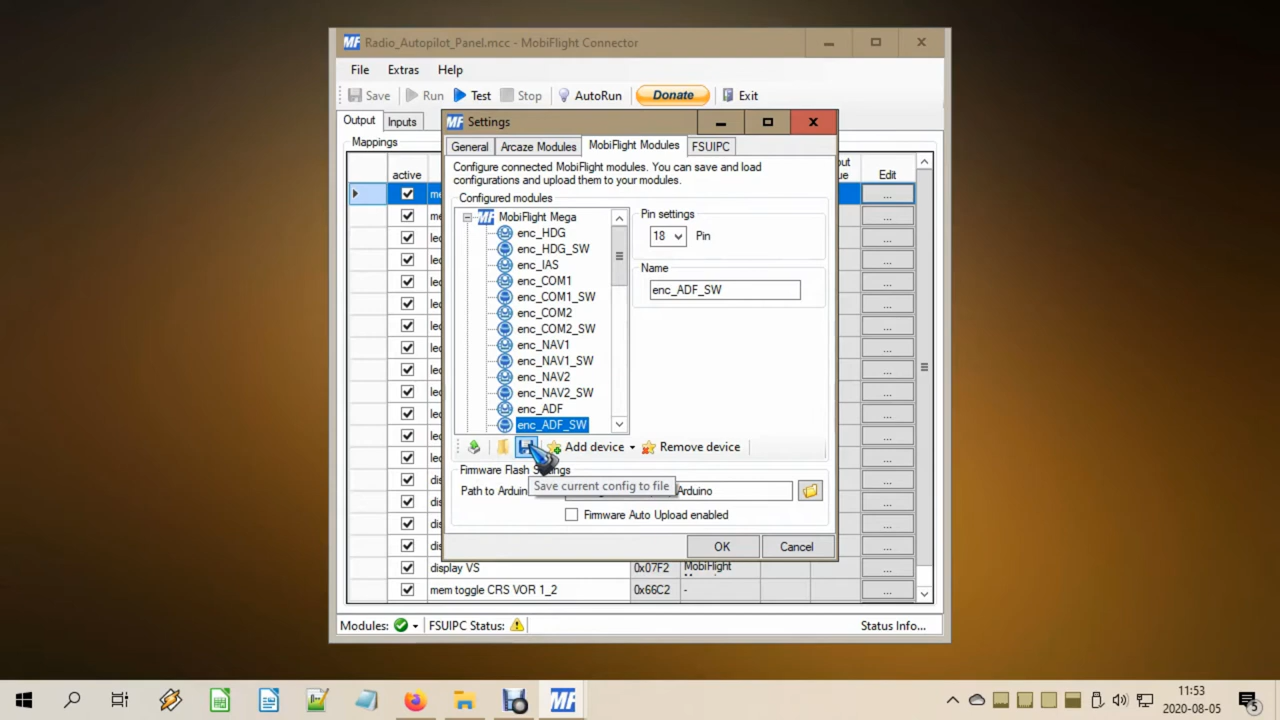 MF Radio_Autopilot_Panel.mcc - MobiFlight Connector
File Extras Help
Save Run Test Stop AutoRun Donate Exit
Output Inputs
MF Settings
Mappings
General Arcaze Modules MobiFlight Modules FSUIPC
active
Edit
Configure connected MobiFlight modules. You can save and load
configurations and upload them to your modules.
Configured modules
MF MobiFlight Mega
enc_HDG
enc_HDG_SW
enc_IAS
enc_COM1
enc_COM1_SW
enc_COM2
enc_COM2_SW
enc_NAV1
enc_NAV1_SW
enc_NAV2
enc_NAV2_SW
enc_ADF
enc_ADF_SW
Pin settings
18 Pin
Name
enc_ADF_SW
Add device Remove device
Firmware Flash Settings
Save current config to file
Path to Arduin Arduino
Firmware Auto Upload enabled
OK Cancel
display VS 0x07F2 MobiFlight
mem toggle CRS VOR 1_2 0x66C2 - ...
Modules: FSUIPC Status: Status Info...
MF
11:53
2020-08-05
5